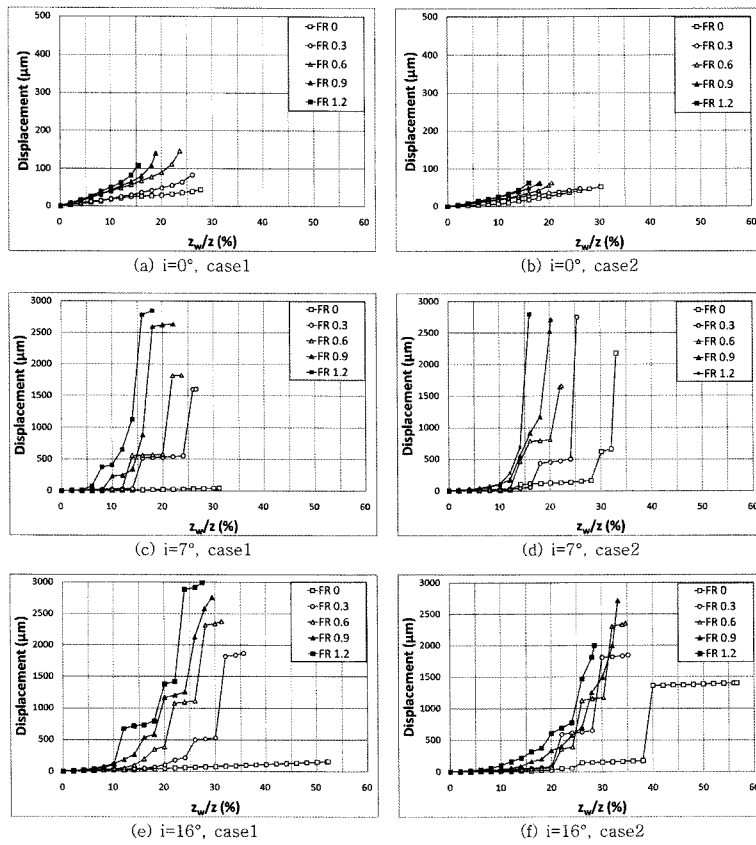 Displacement (μm)
500
400
300
200
100
0
0 10 20 30 40 50 60
z_w/z (%)
FR 0
FR 0.3
FR 0.6
FR 0.9
FR 1.2
(a) i=0°, case1
Displacement (μm)
500
400
300
200
100
0
0 10 20 30 40 50 60
z_w/z (%)
FR 0
FR 0.3
FR 0.6
FR 0.9
FR 1.2
(b) i=0°, case2
Displacement (μm)
3000
2500
2000
1500
1000
500
0
0 10 20 30 40 50 60
z_w/z (%)
FR 0
FR 0.3
FR 0.6
FR 0.9
FR 1.2
(c) i=7°, case1
Displacement (μm)
3000
2500
2000
1500
1000
500
0
0 10 20 30 40 50 60
z_w/z (%)
FR 0
FR 0.3
FR 0.6
FR 0.9
FR 1.2
(d) i=7°, case2
Displacement (μm)
3000
2500
2000
1500
1000
500
0
0 10 20 30 40 50 60
z_w/z (%)
FR 0
FR 0.3
FR 0.6
FR 0.9
FR 1.2
(e) i=16°, case1
Displacement (μm)
3000
2500
2000
1500
1000
500
0
0 10 20 30 40 50 60
z_w/z (%)
FR 0
FR 0.3
FR 0.6
FR 0.9
FR 1.2
(f) i=16°, case2